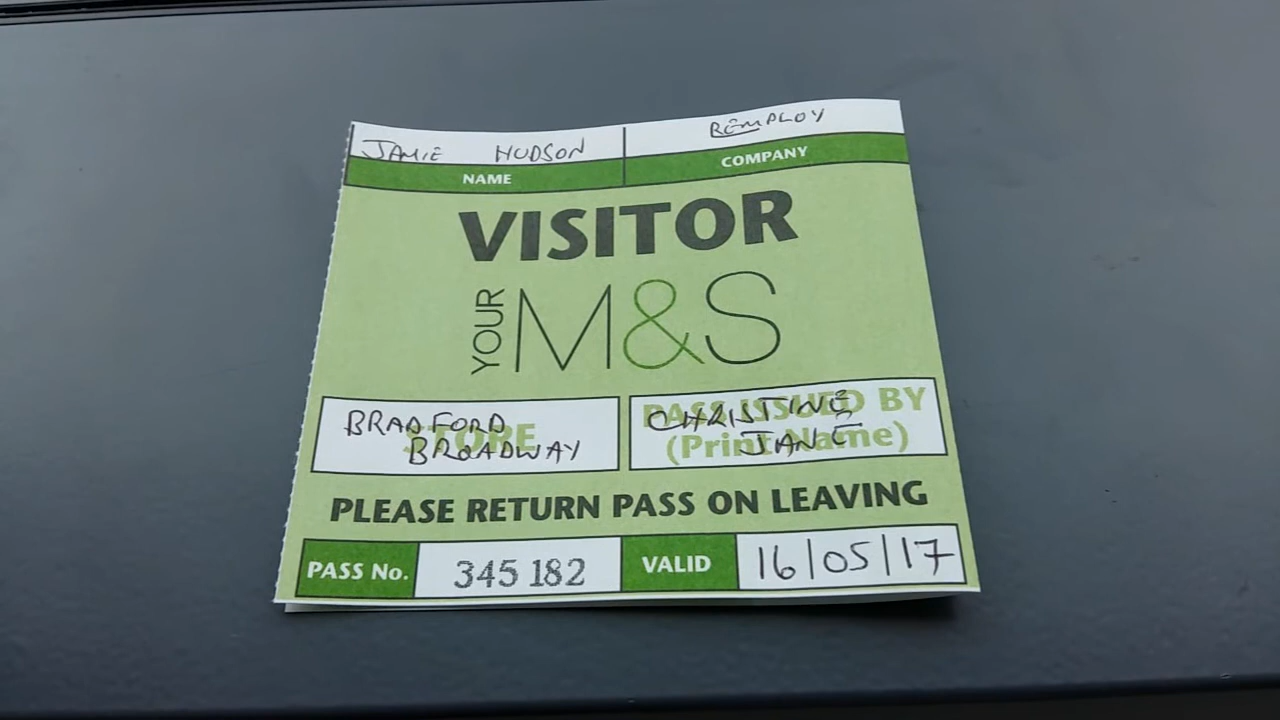 JAMIE HUDSON REMPLOY
NAME COMPANY
VISITOR
YOUR M&S
BRADFORD
BROADWAY
STORE
CHRISTINE
JANE
PASS ISSUED BY
(Print Name)
PLEASE RETURN PASS ON LEAVING
PASS No. 345 182 VALID 16/05/17